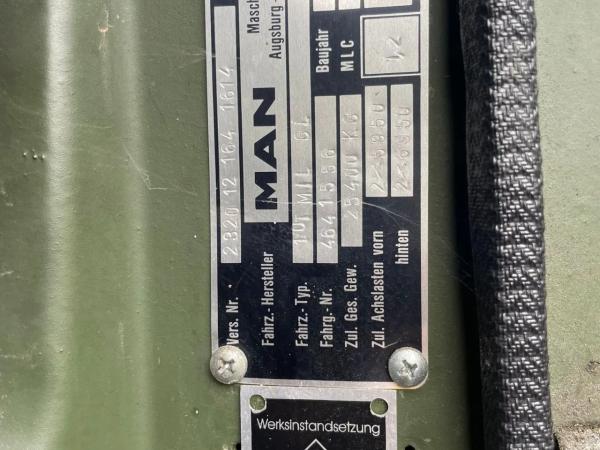 Vers. Nr. 2320 12 164 1614
Fahrz.-Hersteller MAN Masch
Augsburg-
Fahrz.-Typ. 10T MIL GL
Fahrg.-Nr. 4641556 Baujahr
Zul. Ges. Gew. 25400 KG MLC
Zul. Achslasten vorn
hinten
Werksinstandsetzung